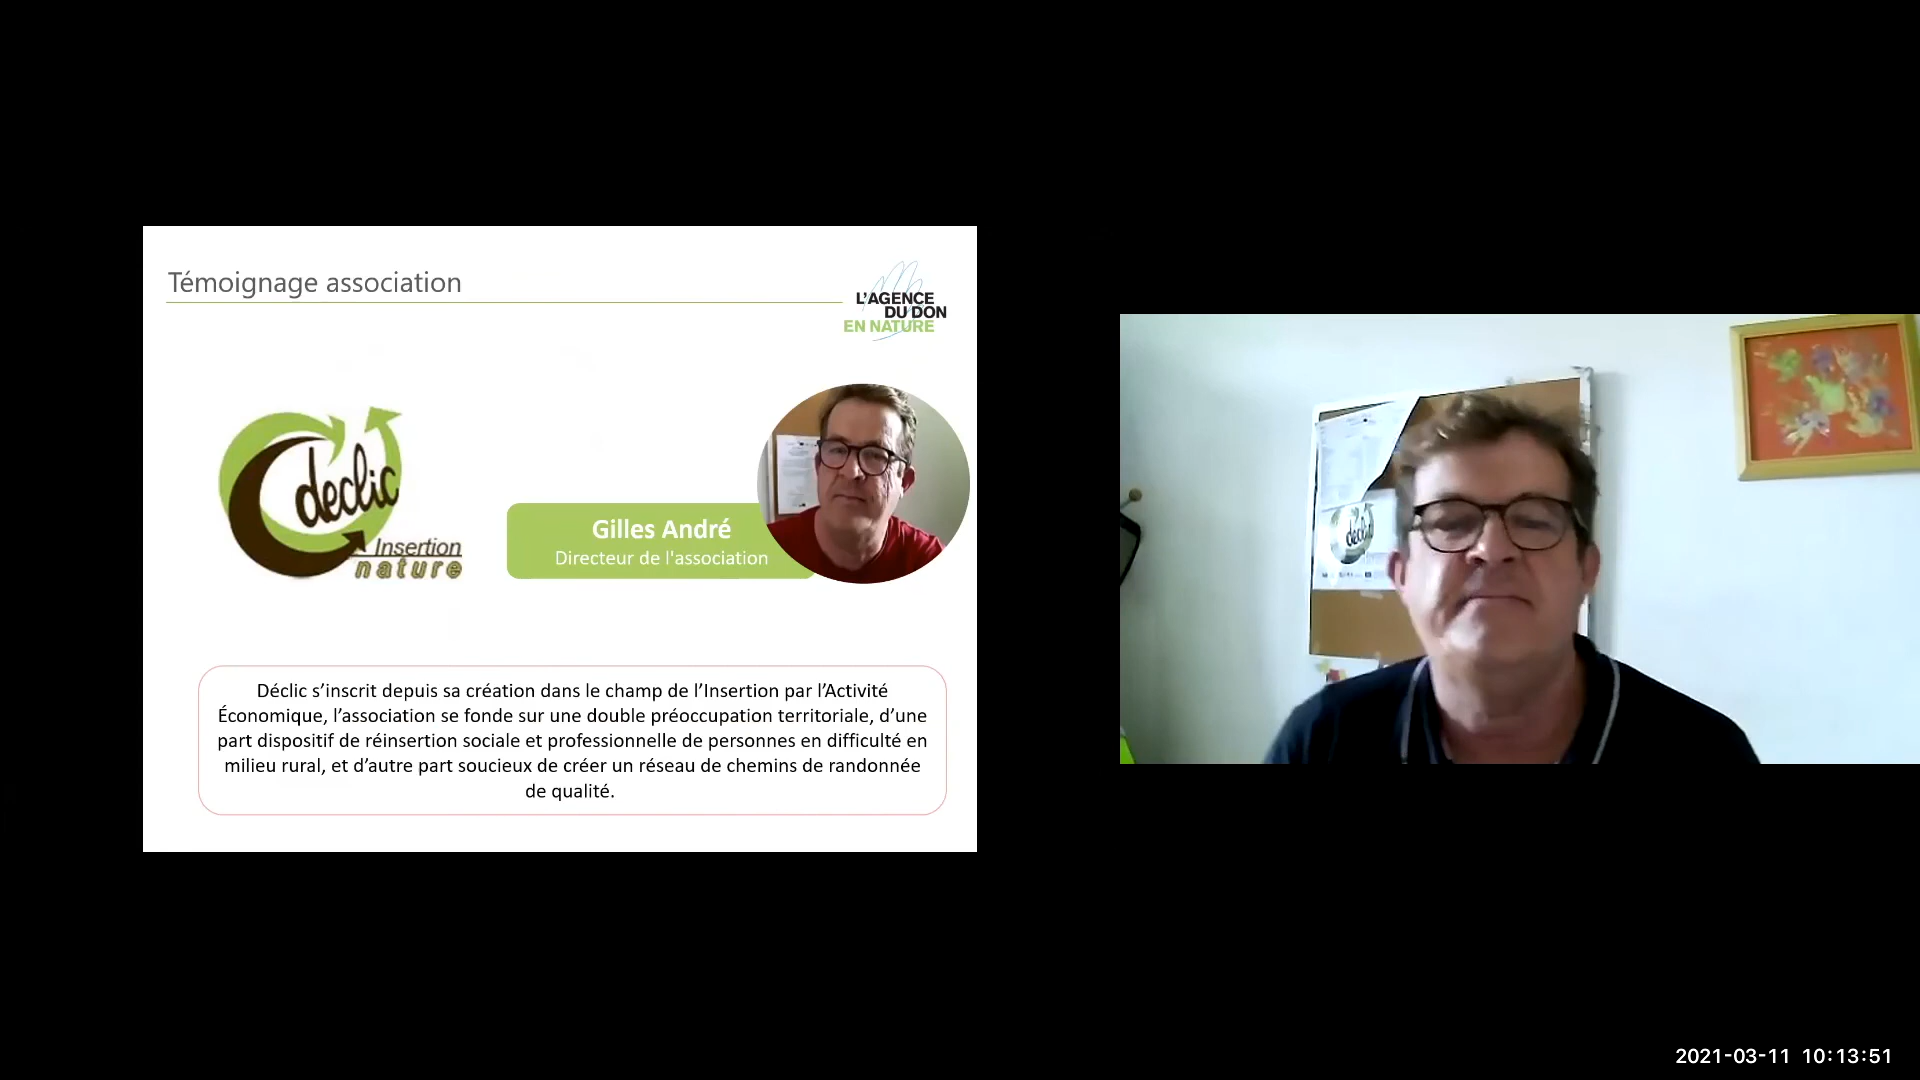 Témoignage association
L'AGENCE
DU DON
EN NATURE
declic
Insertion
nature
Gilles André
Directeur de l'association
Déclic s’inscrit depuis sa création dans le champ de l’Insertion par l’Activité
Économique, l’association se fonde sur une double préoccupation territoriale, d’une
part dispositif de réinsertion sociale et professionnelle de personnes en difficulté en
milieu rural, et d’autre part soucieux de créer un réseau de chemins de randonnée
de qualité.
declic
2021-03-11 10:13:51